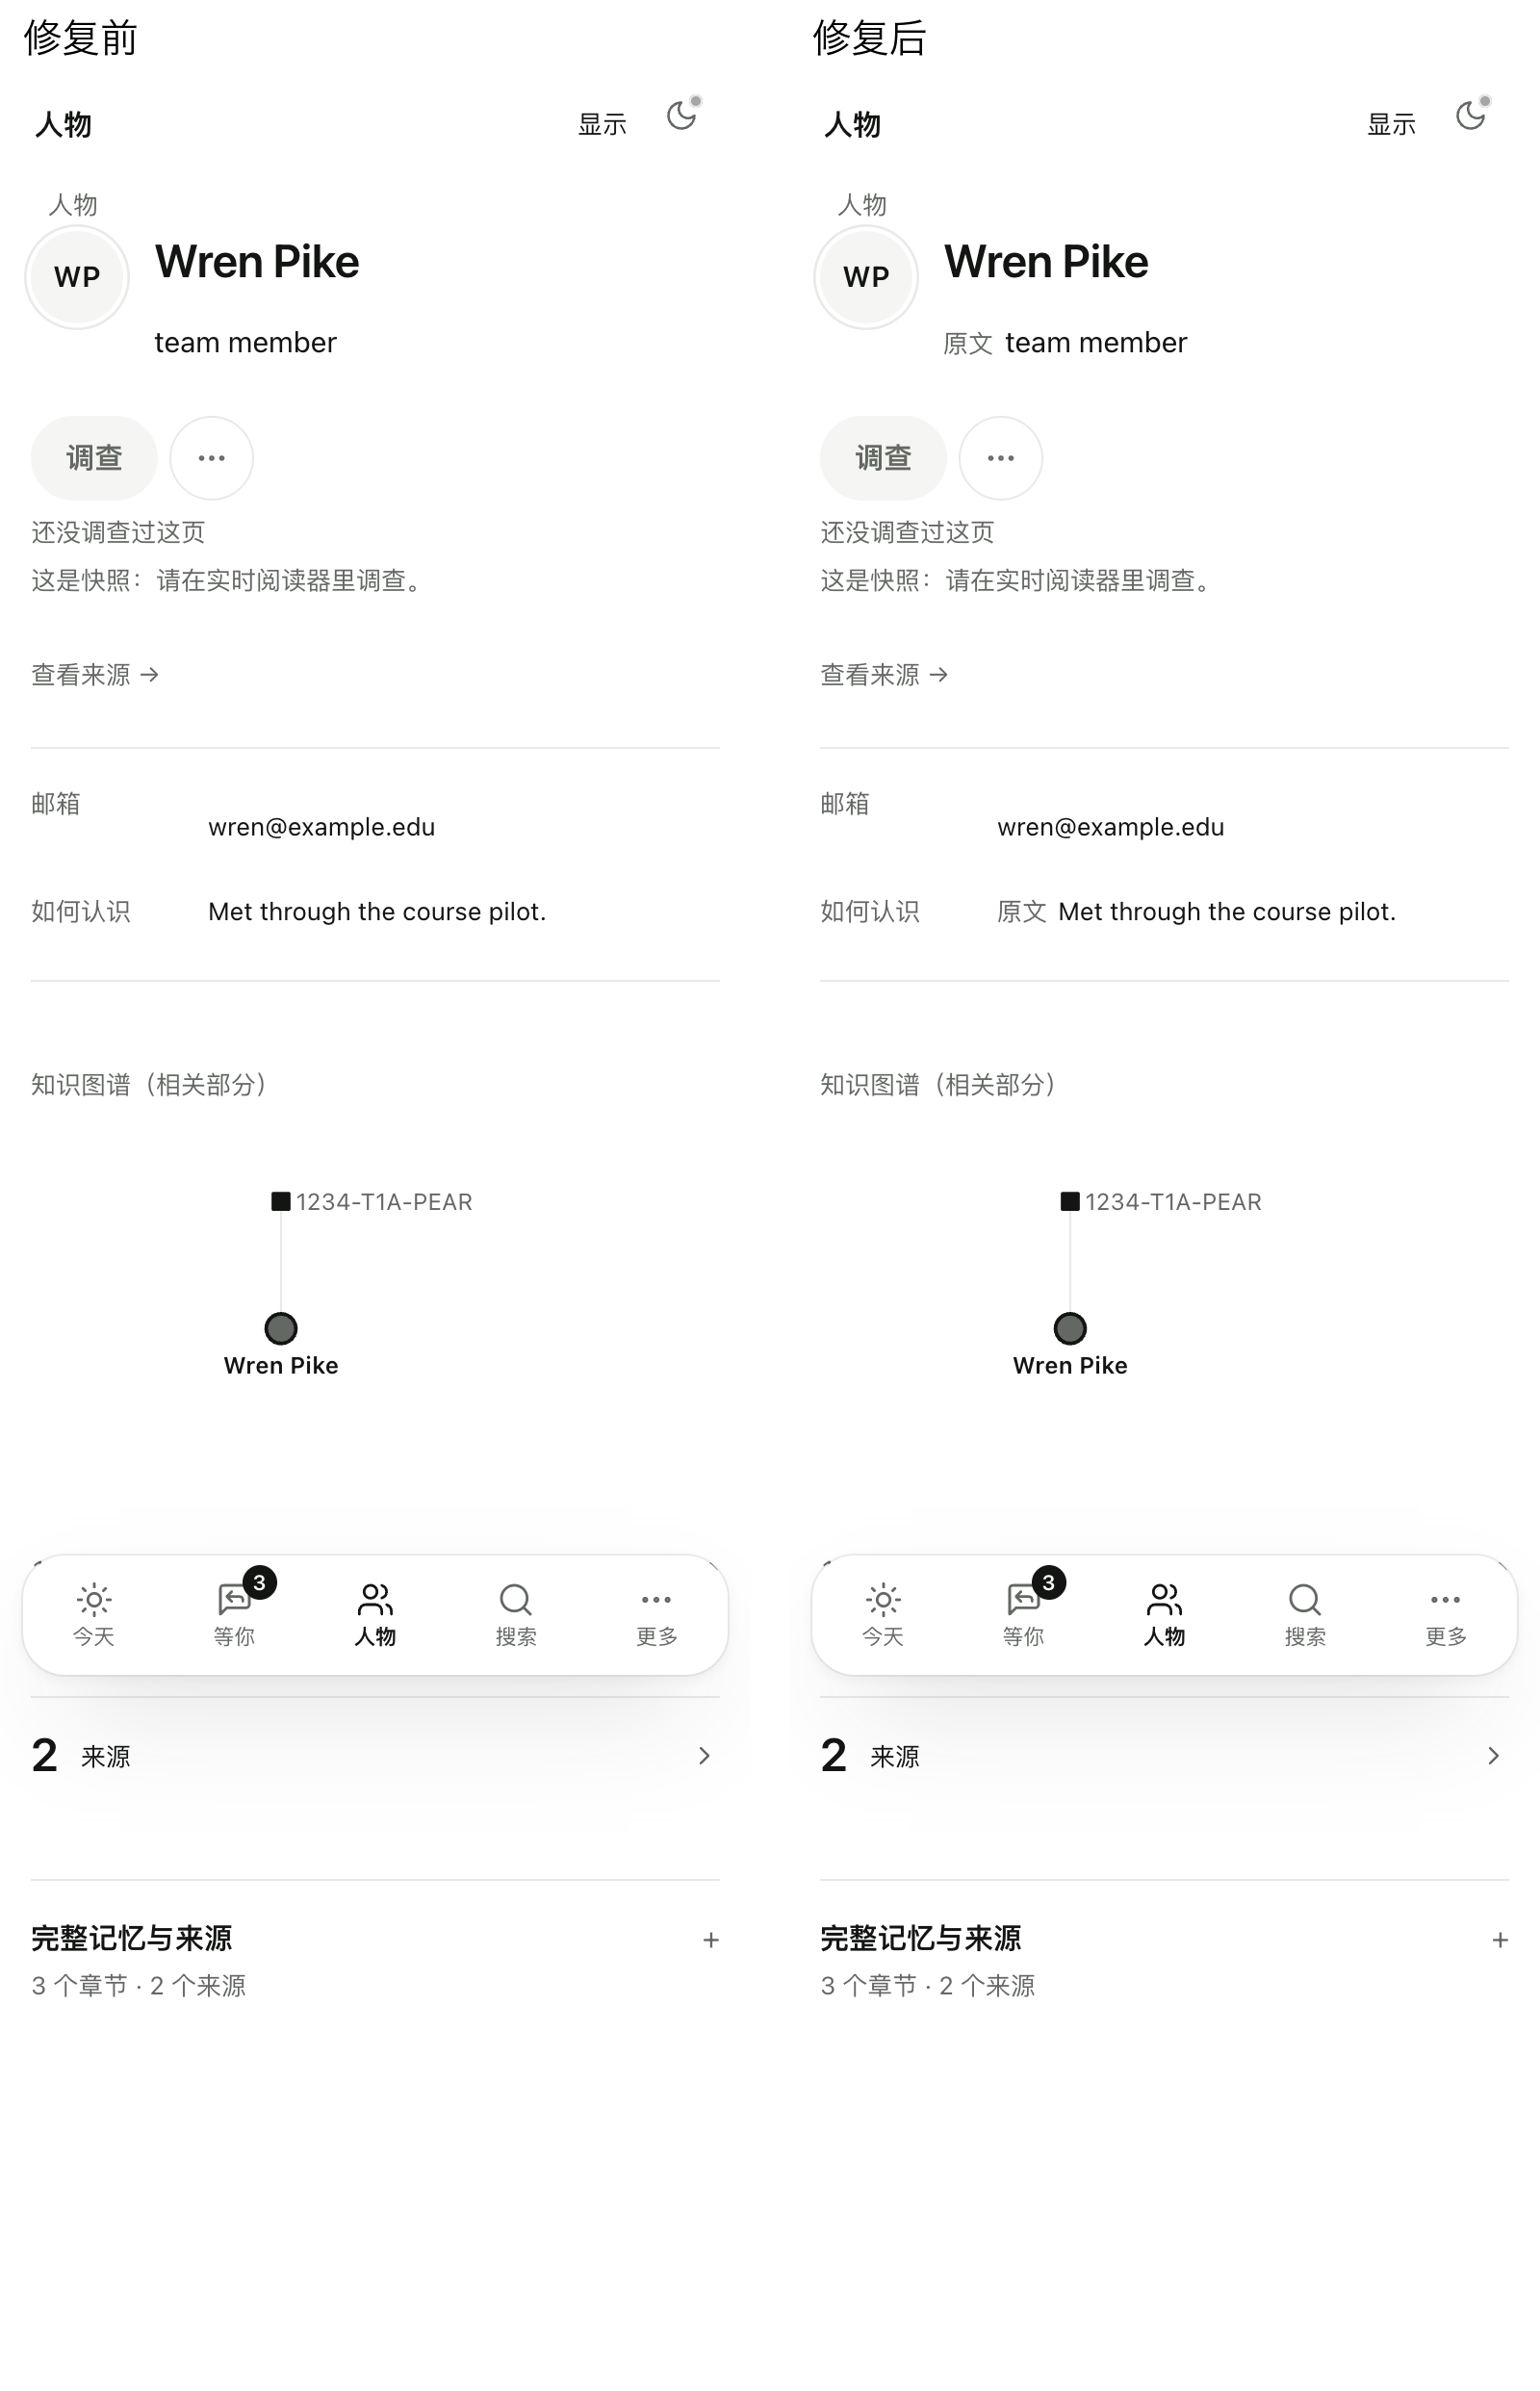 修复前
人物
显示
人物
WP
Wren Pike
team member
调查
还没调查过这页
这是快照：请在实时阅读器里调查。
查看来源 →
邮箱
wren@example.edu
如何认识
Met through the course pilot.
知识图谱（相关部分）
1234-T1A-PEAR
Wren Pike
3
今天
等你
人物
搜索
更多
2 来源
完整记忆与来源 +
3 个章节 · 2 个来源
修复后
人物
显示
人物
WP
Wren Pike
原文 team member
调查
还没调查过这页
这是快照：请在实时阅读器里调查。
查看来源 →
邮箱
wren@example.edu
如何认识
原文 Met through the course pilot.
知识图谱（相关部分）
1234-T1A-PEAR
Wren Pike
3
今天
等你
人物
搜索
更多
2 来源
完整记忆与来源 +
3 个章节 · 2 个来源